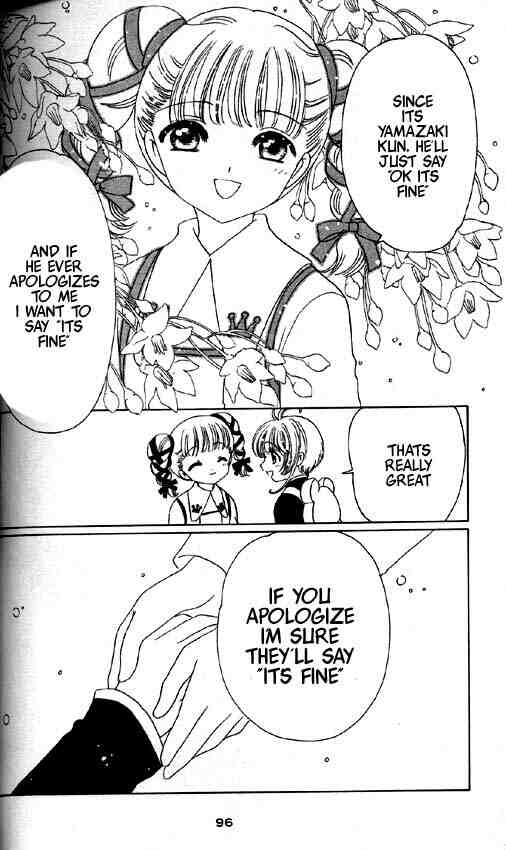 SINCE
ITS
YAMAZAKI
KUN. HE'LL
JUST SAY
"OK ITS
FINE"
AND IF
HE EVER
APOLOGIZES
TO ME
I WANT TO
SAY "ITS
FINE"
THATS
REALLY
GREAT
IF YOU
APOLOGIZE
IM SURE
THEY'LL SAY
"ITS FINE"
96